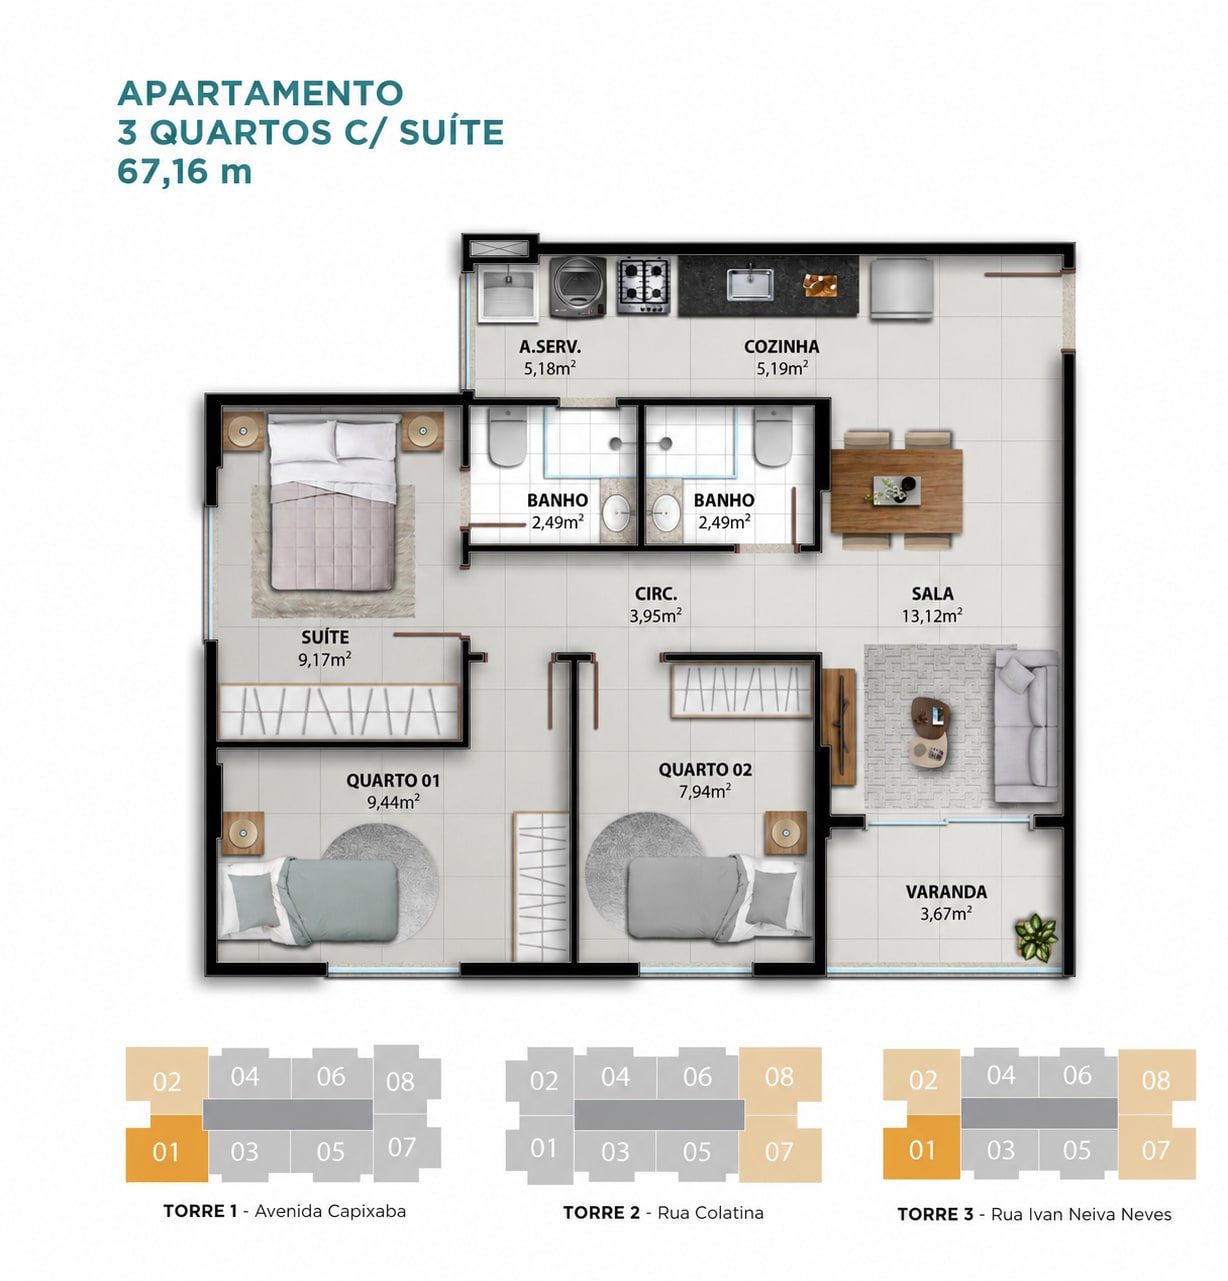 APARTAMENTO
3 QUARTOS C/ SUÍTE
67,16 m
A.SERV.
5,18m²
COZINHA
5,19m²
BANHO
2,49m²
BANHO
2,49m²
CIRC.
3,95m²
SALA
13,12m²
SUÍTE
9,17m²
QUARTO 01
9,44m²
QUARTO 02
7,94m²
VARANDA
3,67m²
02 04 06 08
01 03 05 07
TORRE 1 - Avenida Capixaba
02 04 06 08
01 03 05 07
TORRE 2 - Rua Colatina
02 04 06 08
01 03 05 07
TORRE 3 - Rua Ivan Neiva Neves